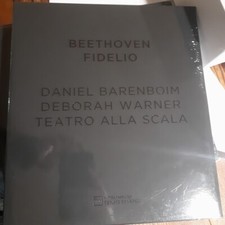 BEETHOVEN
FIDELIO
DANIEL BARENBOIM
DEBORAH WARNER
TEATRO ALLA SCALA